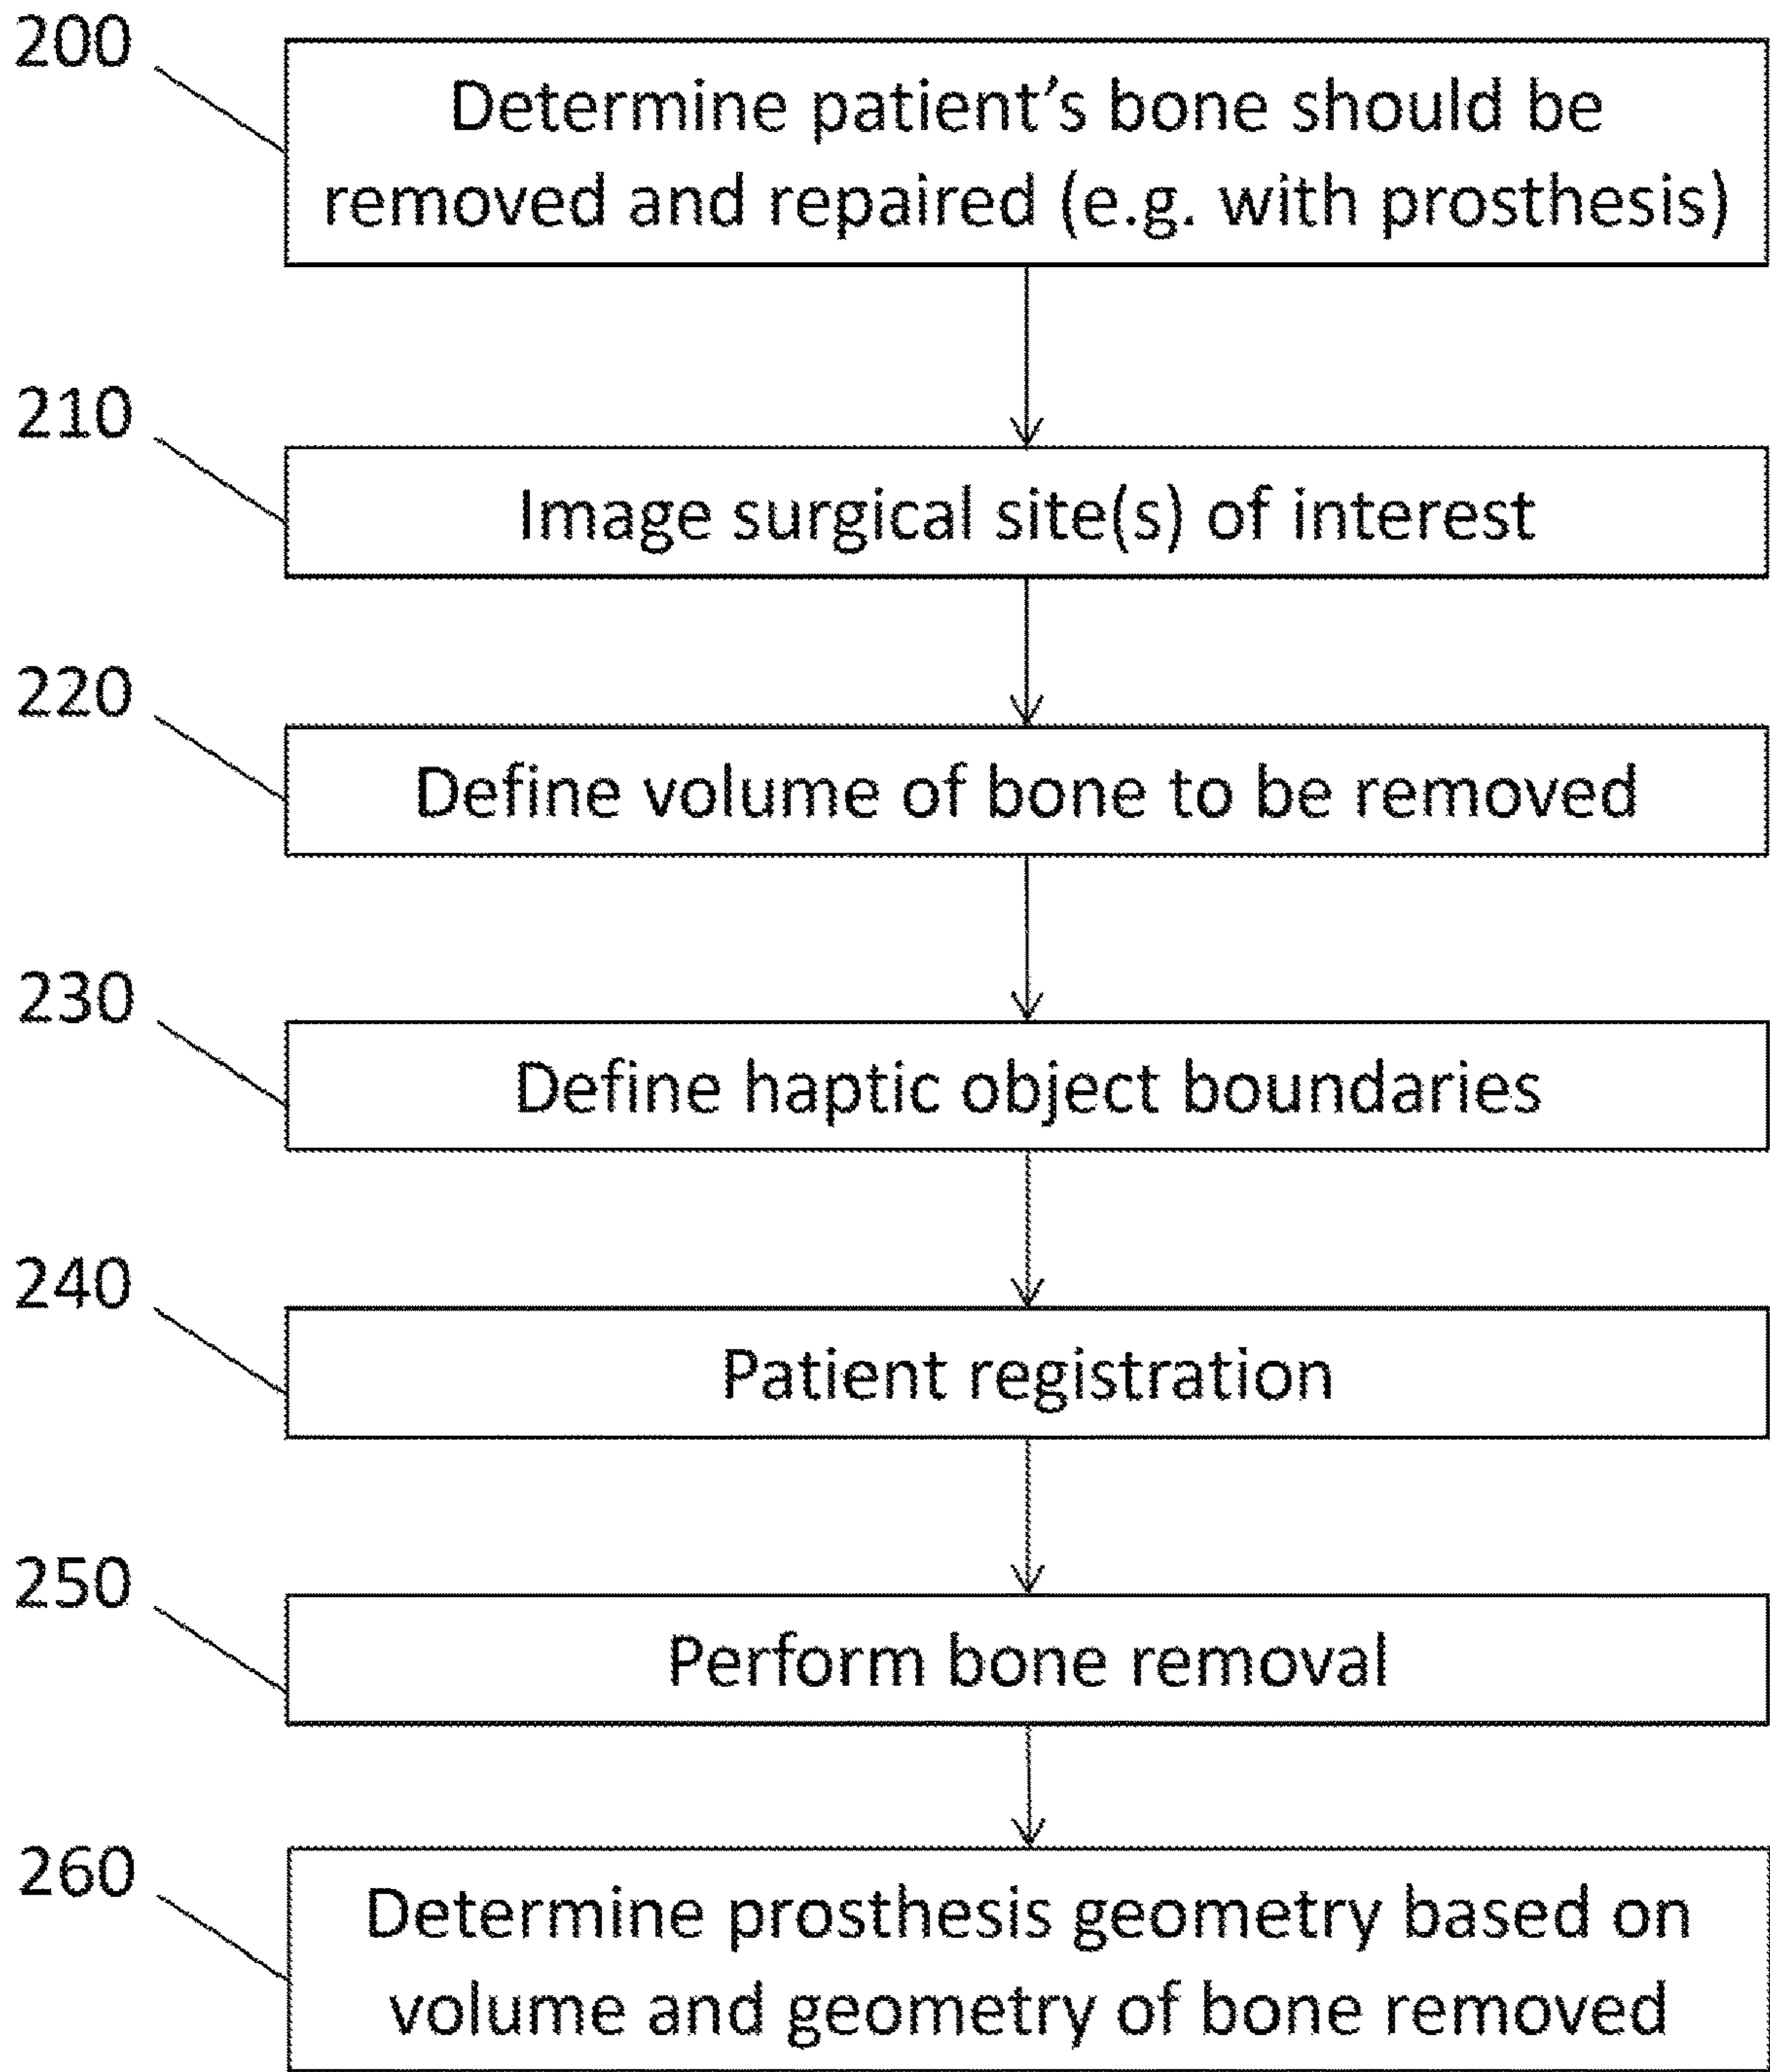 200
Determine patient's bone should be
removed and repaired (e.g. with prosthesis)
210
Image surgical site(s) of interest
220
Define volume of bone to be removed
230
Define haptic object boundaries
240
Patient registration
250
Perform bone removal
260
Determine prosthesis geometry based on
volume and geometry of bone removed